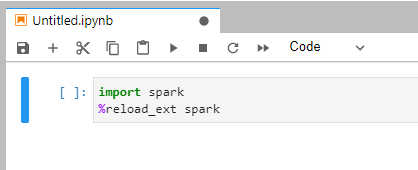 Untitled.ipynb
Code
[ ]: import spark
%reload_ext spark